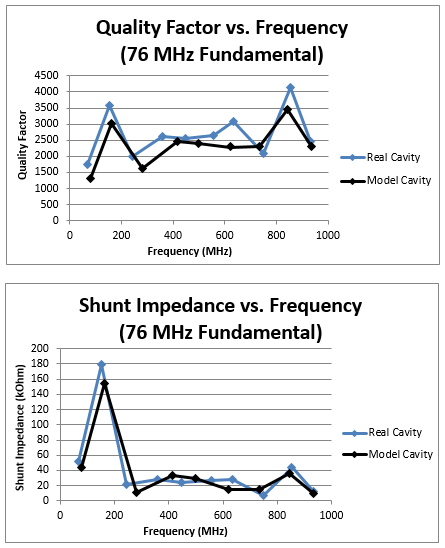 Quality Factor vs. Frequency
(76 MHz Fundamental)
4500
4000
3500
3000
2500
2000
1500
1000
500
0
Quality Factor
0 200 400 600 800 1000
Frequency (MHz)
Real Cavity
Model Cavity
Shunt Impedance vs. Frequency
(76 MHz Fundamental)
200
180
160
140
120
100
80
60
40
20
0
Shunt Impedance (kOhm)
0 200 400 600 800 1000
Frequency (MHz)
Real Cavity
Model Cavity